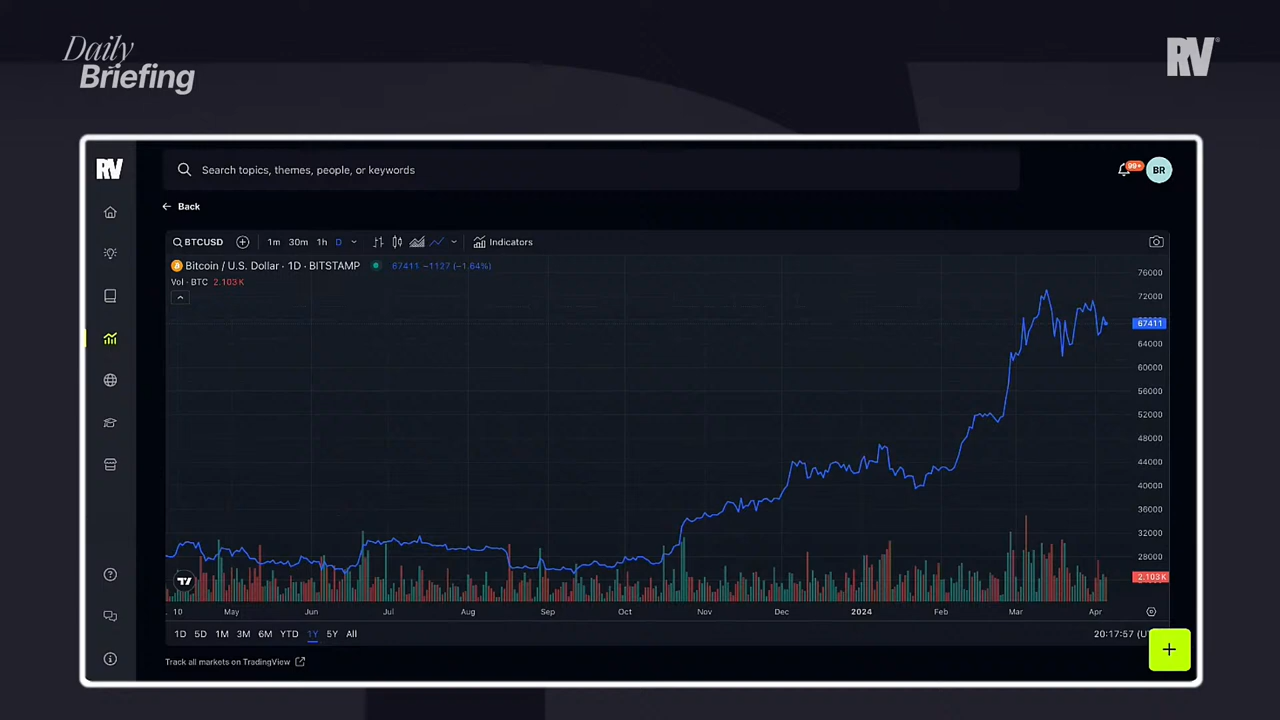 Daily
Briefing
RV
RV
Search topics, themes, people, or keywords
99+
BR
Back
BTCUSD
1m 30m 1h D
Indicators
Bitcoin / U.S. Dollar · 1D · BITSTAMP
67411 −1127 (−1.64%)
Vol · BTC 2.103K
76000
72000
67411
64000
60000
56000
52000
48000
44000
40000
36000
32000
28000
2.103K
10 May Jun Jul Aug Sep Oct Nov Dec 2024 Feb Mar Apr
1D 5D 1M 3M 6M YTD 1Y 5Y All
20:17:57 (U
Track all markets on TradingView